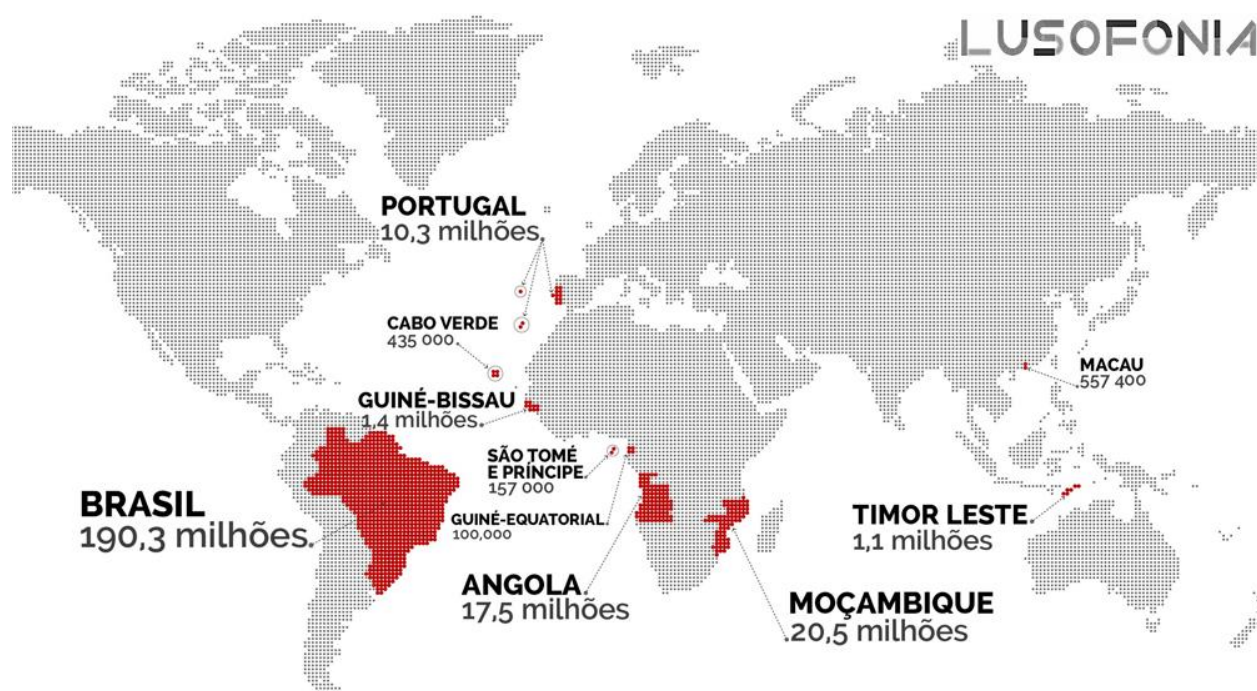 LUSOFONIA
PORTUGAL
10,3 milhões
CABO VERDE
435 000
GUINÉ-BISSAU
1,4 milhões
MACAU
557 400
SÃO TOMÉ
E PRÍNCIPE
157 000
BRASIL
190,3 milhões
GUINÉ-EQUATORIAL
100,000
TIMOR LESTE
1,1 milhões
ANGOLA
17,5 milhões
MOÇAMBIQUE
20,5 milhões